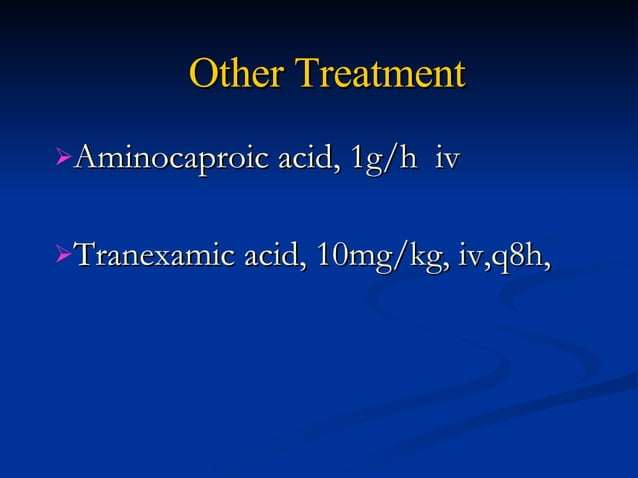 Other Treatment
➢Aminocaproic acid, 1g/h  iv
➢Tranexamic acid, 10mg/kg, iv,q8h,